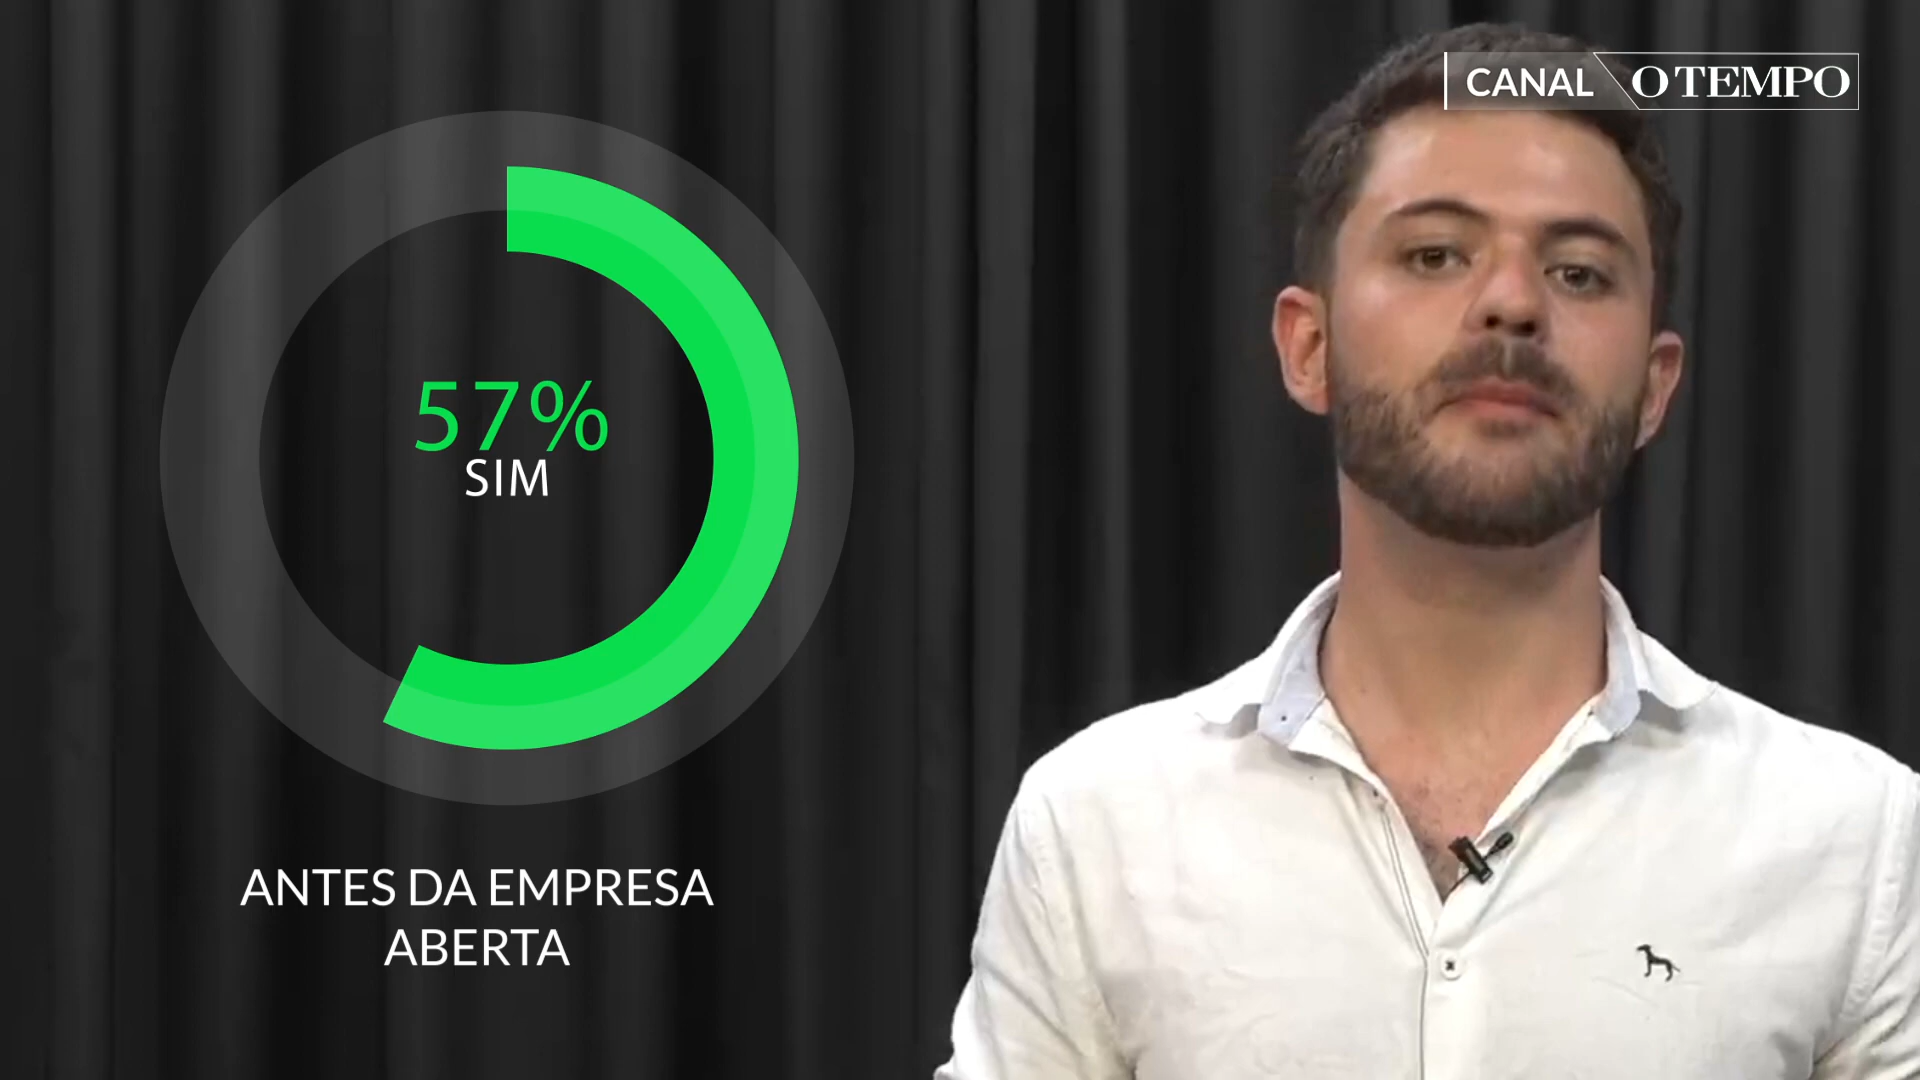 CANAL O TEMPO
57%
SIM
ANTES DA EMPRESA
ABERTA